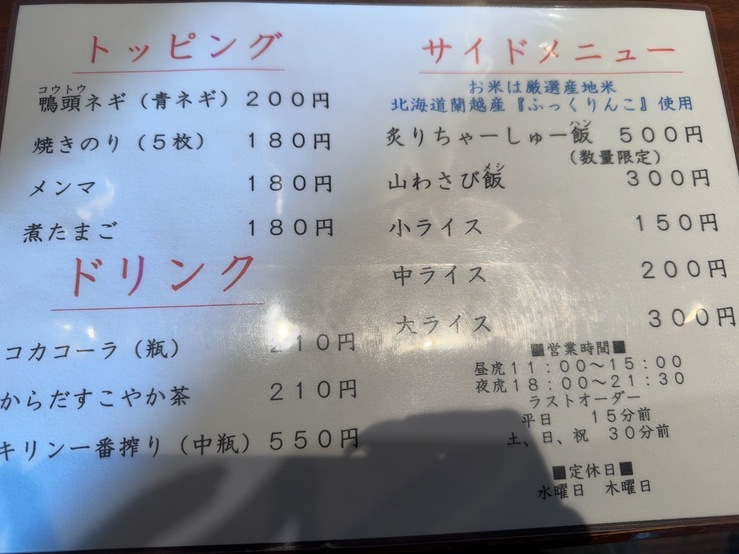 トッピング
コウトウ
鴨頭ネギ（青ネギ）２００円
焼きのり（５枚） １８０円
メンマ １８０円
煮たまご １８０円
ドリンク
コカコーラ（瓶） ２１０円
からだすこやか茶 ２１０円
キリン一番搾り（中瓶）５５０円
サイドメニュー
お米は厳選産地米
北海道蘭越産『ふっくりんこ』使用
ハン
炙りちゃーしゅー飯 ５００円
（数量限定）
メシ
山わさび飯 ３００円
小ライス １５０円
中ライス ２００円
大ライス ３００円
■営業時間■
昼虎１１：００～１５：００
夜虎１８：００～２１：３０
ラストオーダー
平日 １５分前
土、日、祝 ３０分前
■定休日■
水曜日 木曜日